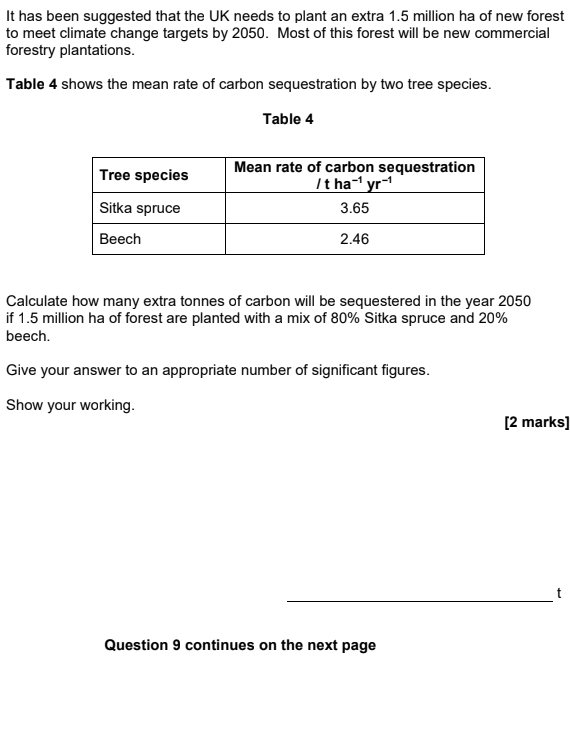 It has been suggested that the UK needs to plant an extra 1.5 million ha of new forest
to meet climate change targets by 2050.  Most of this forest will be new commercial
forestry plantations.
Table 4 shows the mean rate of carbon sequestration by two tree species.
Table 4
Tree species
Mean rate of carbon sequestration
/ t ha⁻¹ yr⁻¹
Sitka spruce 3.65
Beech 2.46
Calculate how many extra tonnes of carbon will be sequestered in the year 2050
if 1.5 million ha of forest are planted with a mix of 80% Sitka spruce and 20%
beech.
Give your answer to an appropriate number of significant figures.
Show your working.
[2 marks]
t
Question 9 continues on the next page